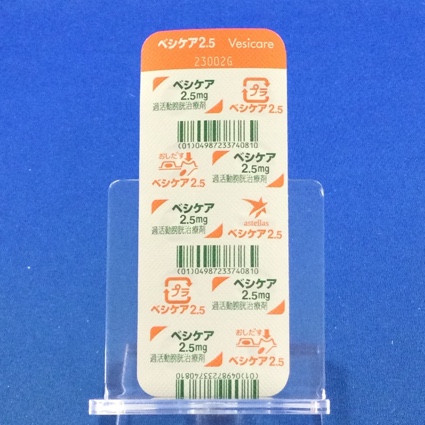 ベシケア2.5 Vesicare
23002G
ベシケア
2.5mg
過活動膀胱治療剤
プラ
ベシケア2.5
(01)04987233740810
おしだす
ベシケア2.5
ベシケア
2.5mg
過活動膀胱治療剤
ベシケア
2.5mg
過活動膀胱治療剤
astellas
ベシケア2.5
(01)04987233740810
プラ
ベシケア2.5
ベシケア
2.5mg
過活動膀胱治療剤
ベシケア
2.5mg
過活動膀胱治療剤
おしだす
ベシケア2.5
(01)04987233740810